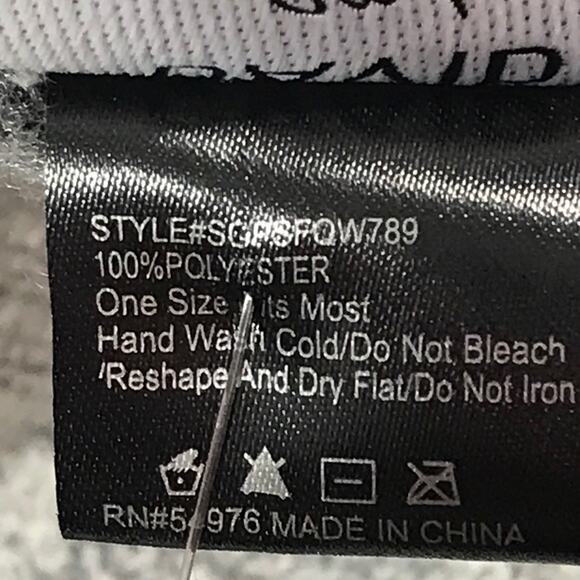 STYLE#SGPSFQW789
100%POLYESTER
One Size Fits Most
Hand Wash Cold/Do Not Bleach
'Reshape And Dry Flat/Do Not Iron
RN#54976 MADE IN CHINA